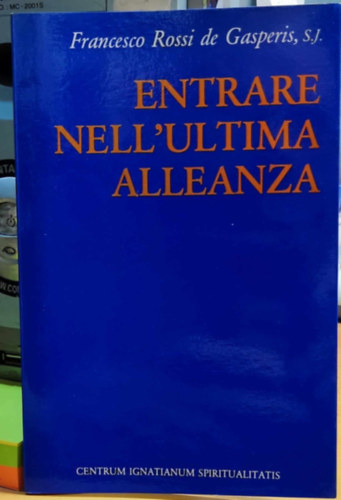 Francesco Rossi de Gasperis, S.J.
ENTRARE
NELL'ULTIMA
ALLEANZA
CENTRUM IGNATIANUM SPIRITUALITATIS